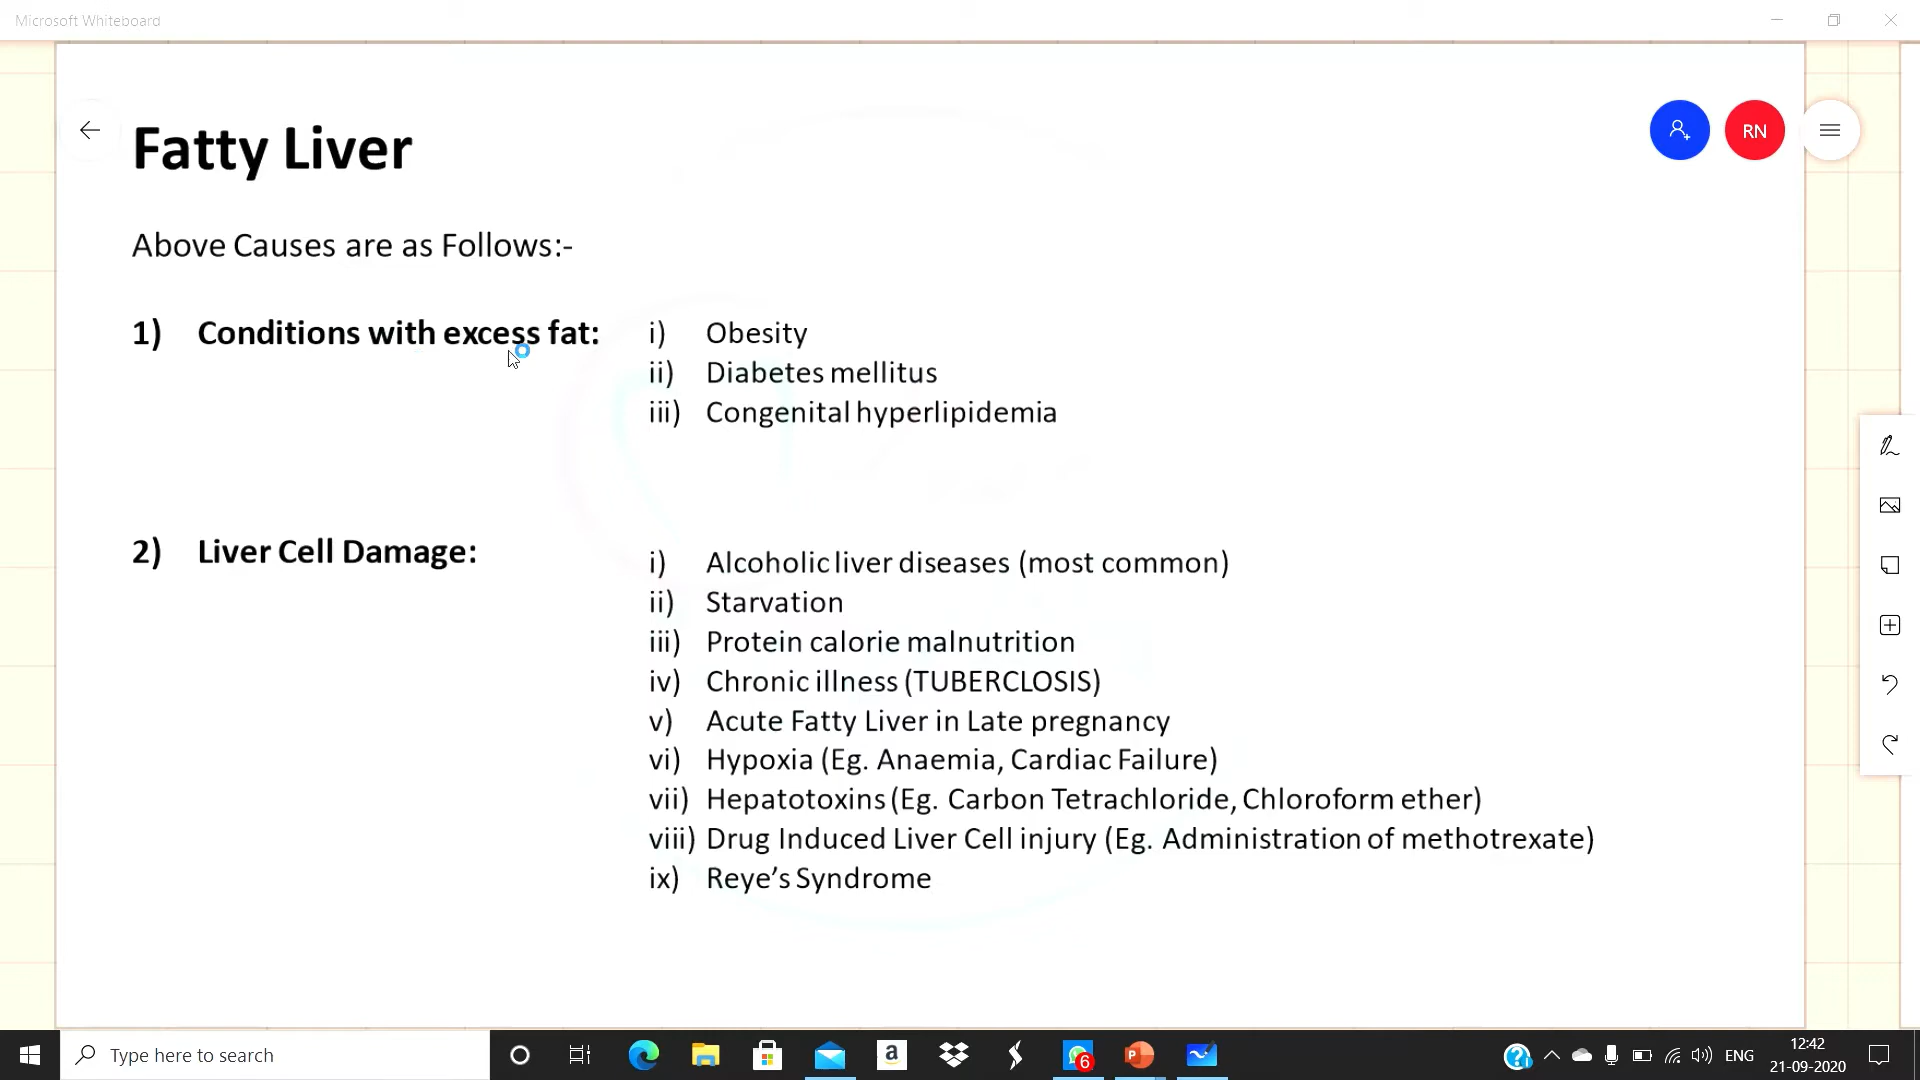 Microsoft Whiteboard
Fatty Liver
RN
Above Causes are as Follows:-
1) Conditions with excess fat: i) Obesity
ii) Diabetes mellitus
iii) Congenital hyperlipidemia
2) Liver Cell Damage:
i) Alcoholic liver diseases (most common)
ii) Starvation
iii) Protein calorie malnutrition
iv) Chronic illness (TUBERCLOSIS)
v) Acute Fatty Liver in Late pregnancy
vi) Hypoxia (Eg. Anaemia, Cardiac Failure)
vii) Hepatotoxins (Eg. Carbon Tetrachloride, Chloroform ether)
viii) Drug Induced Liver Cell injury (Eg. Administration of methotrexate)
ix) Reye's Syndrome
Type here to search
a
6
P
ENG
12:42
21-09-2020